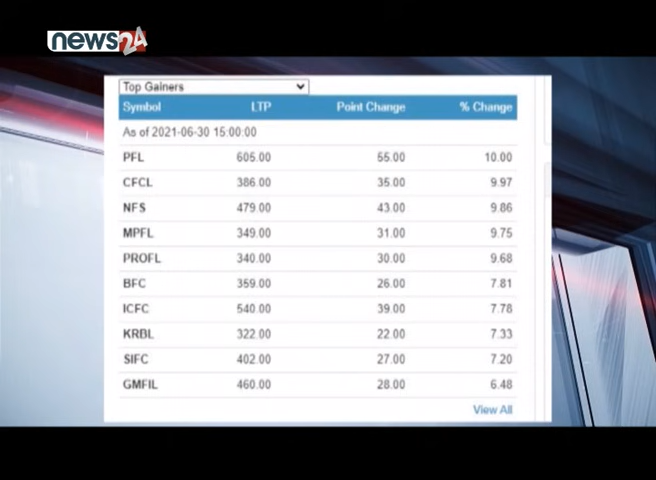 news24
Top Gainers
Symbol LTP Point Change % Change
As of 2021-06-30 15:00:00
PFL 605.00 55.00 10.00
CFCL 386.00 35.00 9.97
NFS 479.00 43.00 9.86
MPFL 349.00 31.00 9.75
PROFL 340.00 30.00 9.68
BFC 359.00 26.00 7.81
ICFC 540.00 39.00 7.78
KRBL 322.00 22.00 7.33
SIFC 402.00 27.00 7.20
GMFIL 460.00 28.00 6.48
View All